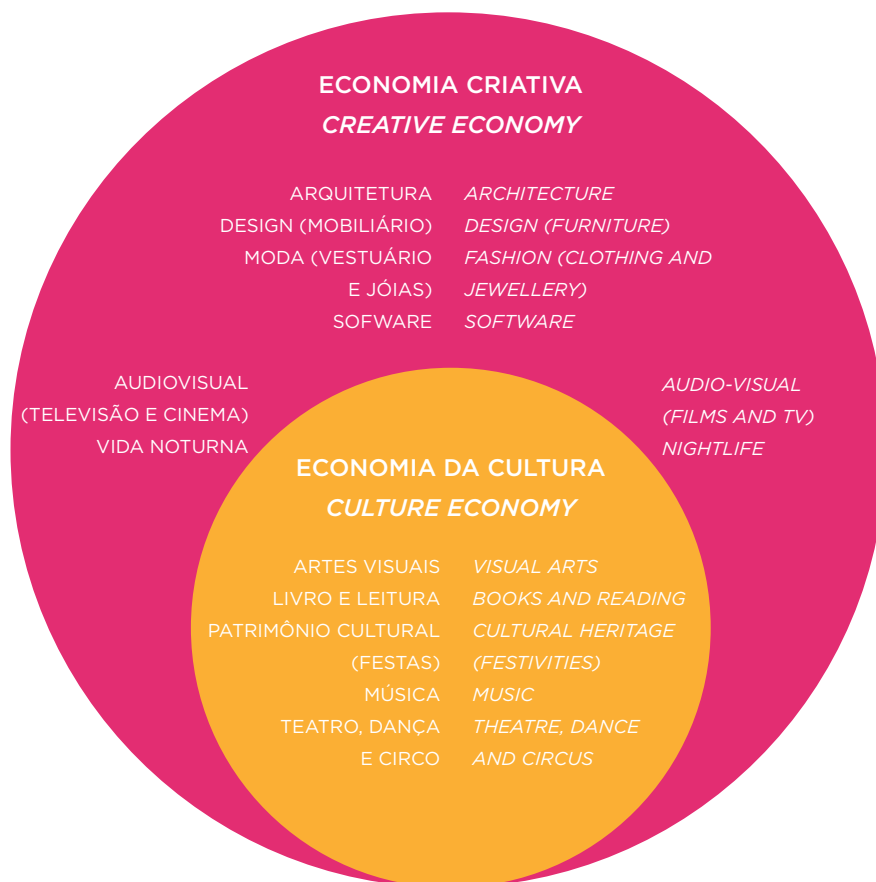 ECONOMIA CRIATIVA
CREATIVE ECONOMY
ARQUITETURA
DESIGN (MOBILIÁRIO)
MODA (VESTUÁRIO
E JÓIAS)
SOFWARE
ARCHITECTURE
DESIGN (FURNITURE)
FASHION (CLOTHING AND
JEWELLERY)
SOFTWARE
AUDIOVISUAL
(TELEVISÃO E CINEMA)
VIDA NOTURNA
AUDIO-VISUAL
(FILMS AND TV)
NIGHTLIFE
ECONOMIA DA CULTURA
CULTURE ECONOMY
ARTES VISUAIS
LIVRO E LEITURA
PATRIMÔNIO CULTURAL
(FESTAS)
MÚSICA
TEATRO, DANÇA
E CIRCO
VISUAL ARTS
BOOKS AND READING
CULTURAL HERITAGE
(FESTIVITIES)
MUSIC
THEATRE, DANCE
AND CIRCUS